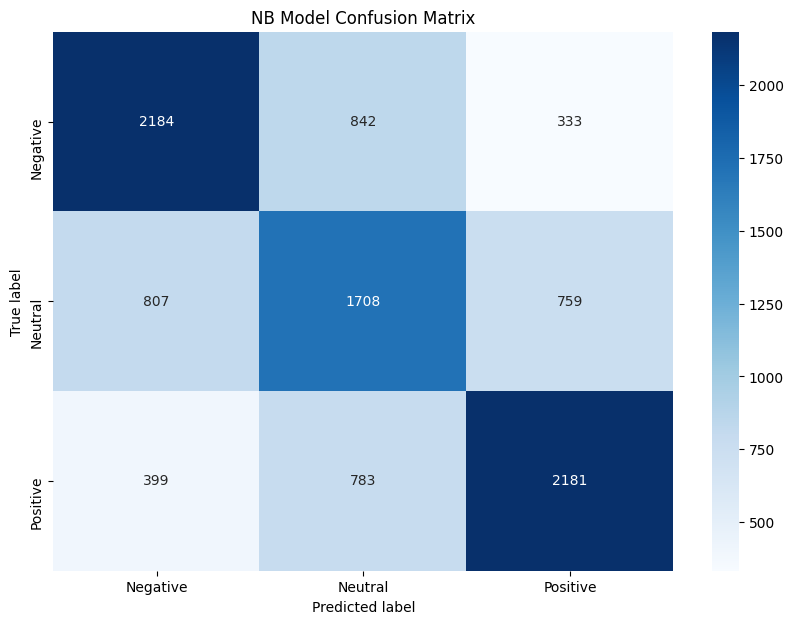 NB Model Confusion Matrix
True label
Negative
2184 842 333
Neutral
807 1708 759
Positive
399 783 2181
Negative Neutral Positive
Predicted label
2000
1750
1500
1250
1000
750
500